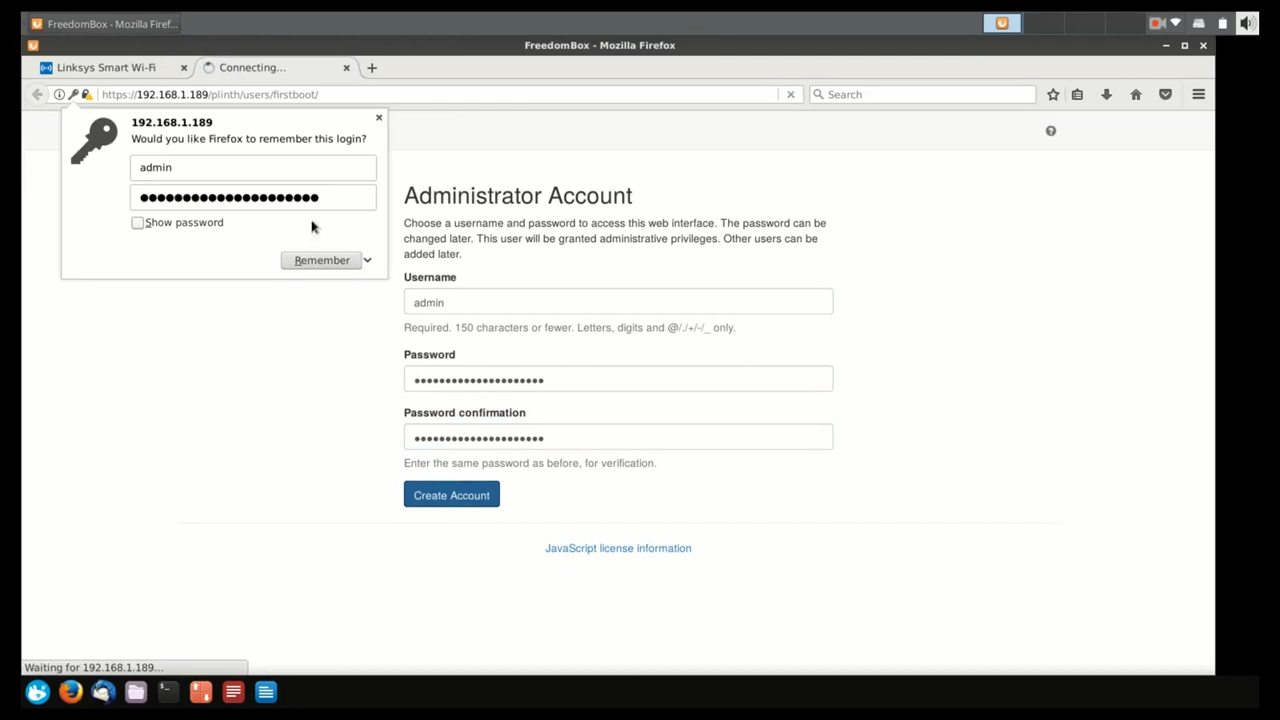 FreedomBox - Mozilla Firef...
FreedomBox - Mozilla Firefox
Linksys Smart Wi-Fi
Connecting...
https://192.168.1.189/plinth/users/firstboot/
Search
192.168.1.189
Would you like Firefox to remember this login?
admin
●●●●●●●●●●●●●●●●●●●●●
Show password
Remember
Administrator Account
Choose a username and password to access this web interface. The password can be
changed later. This user will be granted administrative privileges. Other users can be
added later.
Username
admin
Required. 150 characters or fewer. Letters, digits and @/./+/-/_ only.
Password
●●●●●●●●●●●●●●●●●●●●●
Password confirmation
●●●●●●●●●●●●●●●●●●●●●
Enter the same password as before, for verification.
Create Account
JavaScript license information
Waiting for 192.168.1.189...